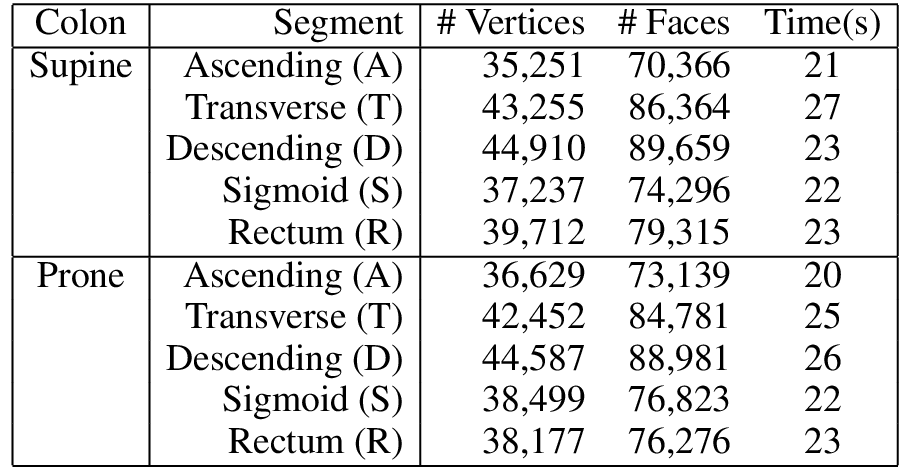 Colon Segment # Vertices # Faces Time(s)
Supine Ascending (A) 35,251 70,366 21
Transverse (T) 43,255 86,364 27
Descending (D) 44,910 89,659 23
Sigmoid (S) 37,237 74,296 22
Rectum (R) 39,712 79,315 23
Prone Ascending (A) 36,629 73,139 20
Transverse (T) 42,452 84,781 25
Descending (D) 44,587 88,981 26
Sigmoid (S) 38,499 76,823 22
Rectum (R) 38,177 76,276 23